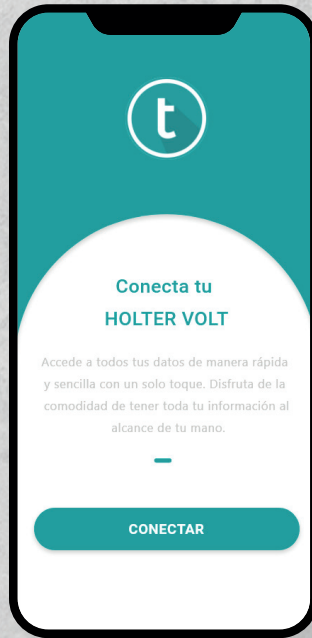 t
Conecta tu
HOLTER VOLT
Accede a todos tus datos de manera rápida
y sencilla con un solo toque. Disfruta de la
comodidad de tener toda tu información al
alcance de tu mano.
CONECTAR